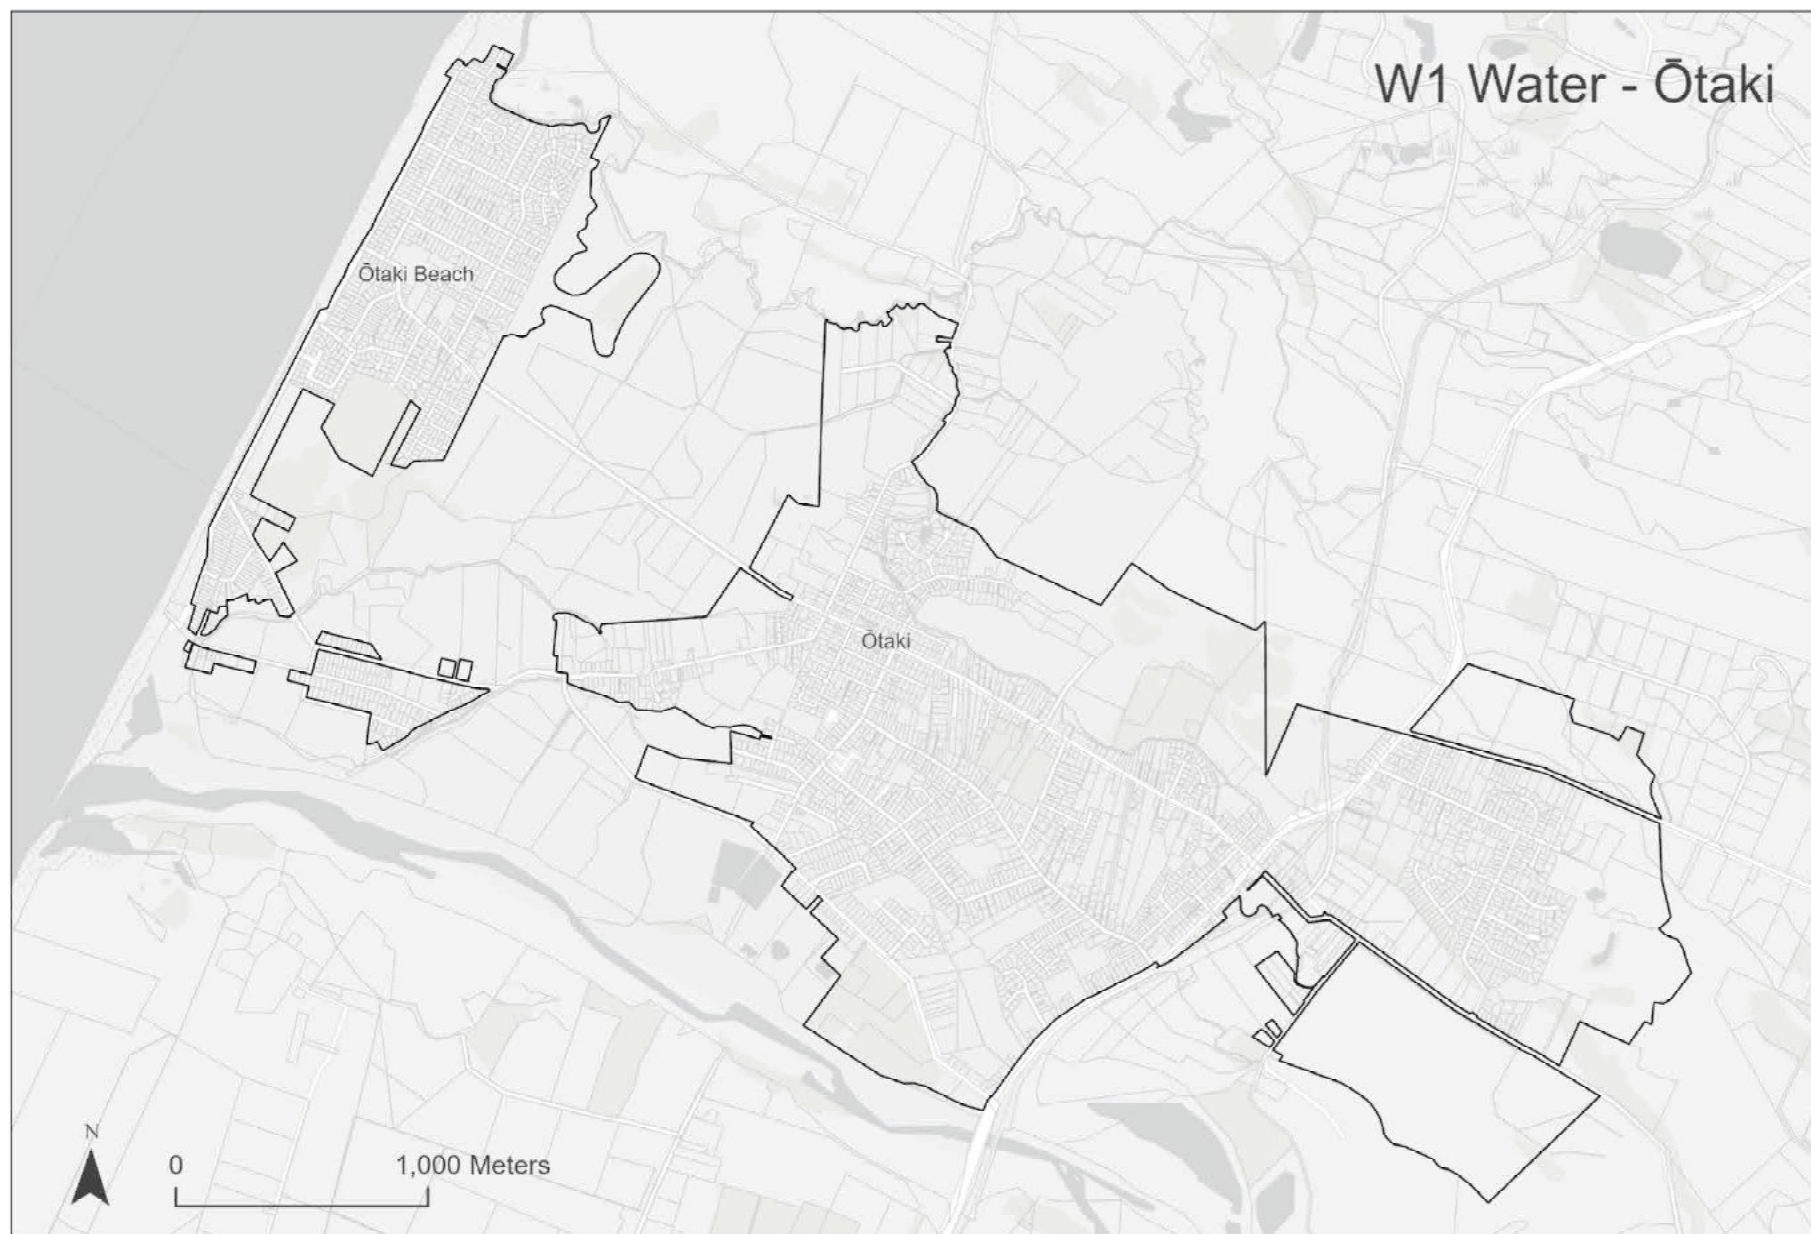 W1 Water - Ōtaki
Ōtaki Beach
Ōtaki
N
0 1,000 Meters